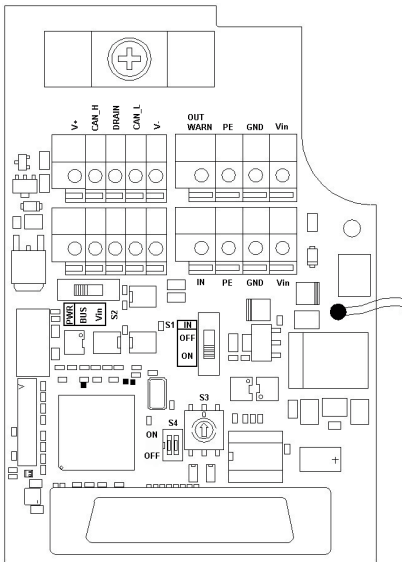 V+ CAN_H DRAIN CAN_L V-
OUT
WARN PE GND Vin
IN PE GND Vin
PWR
BUS
Vin
S2
S1
IN
OFF
ON
S3
S4
ON
OFF